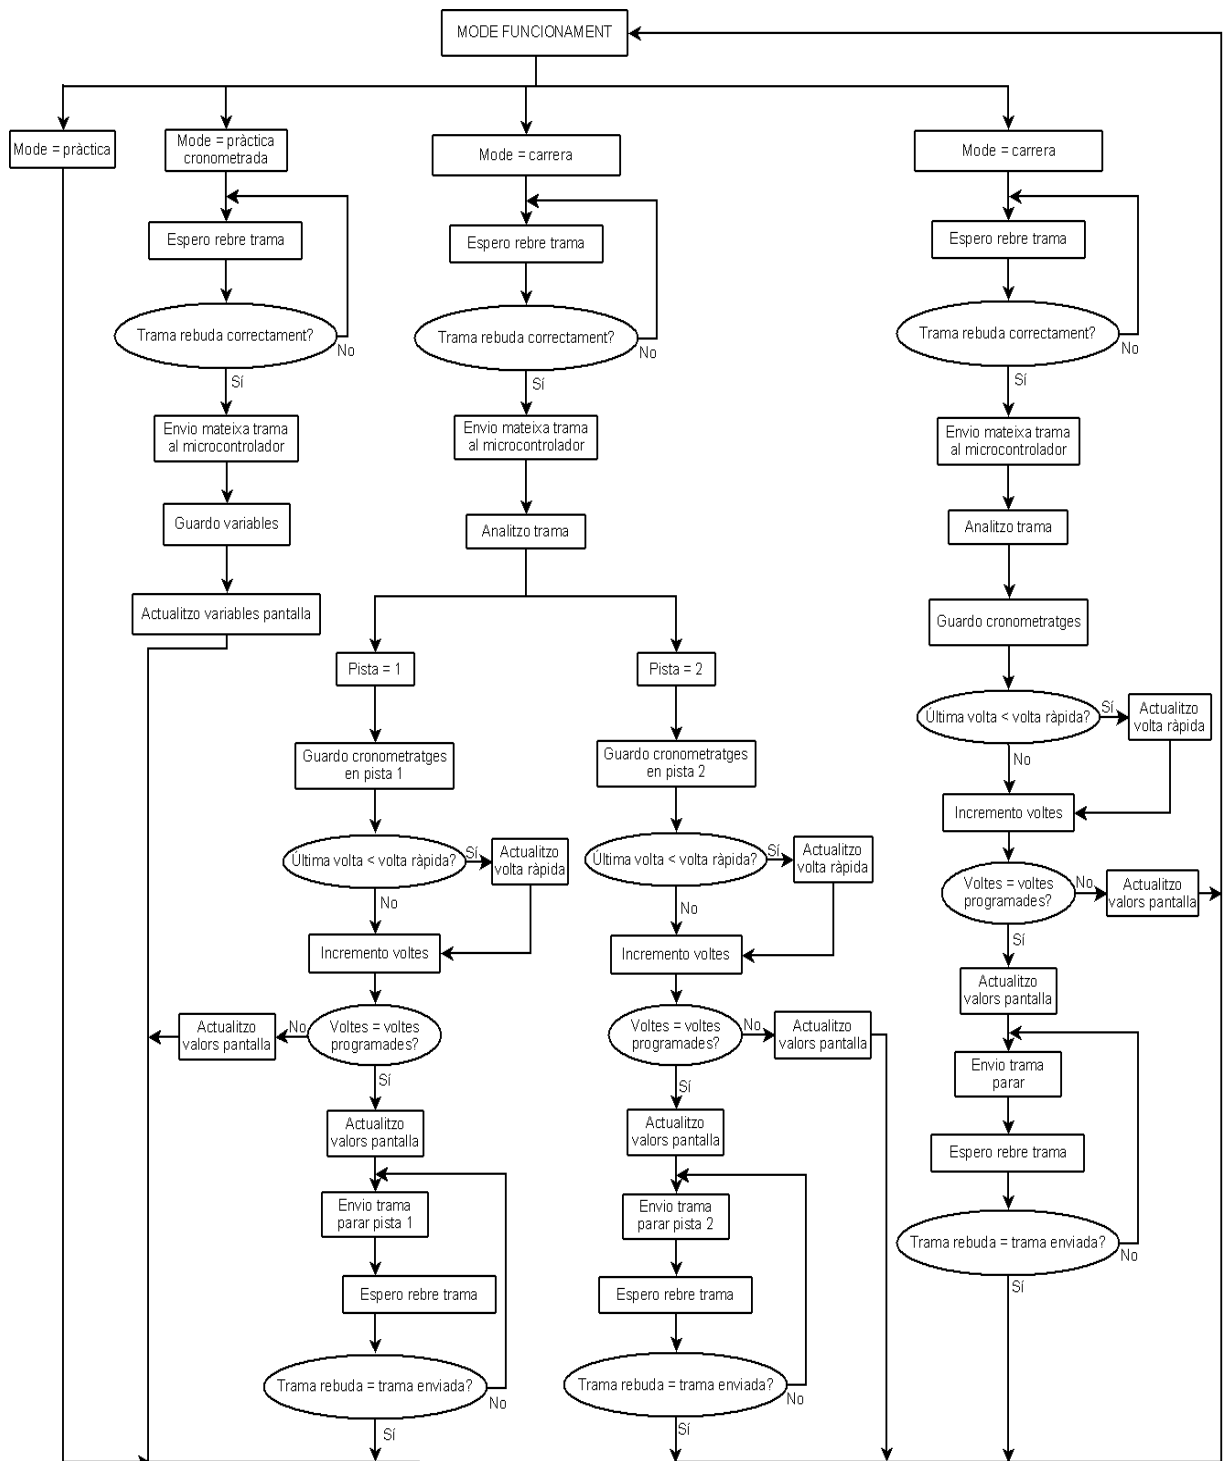 MODE FUNCIONAMENT
Mode = pràctica
Mode = pràctica
cronometrada
Espero rebre trama
Trama rebuda correctament?
No
Sí
Envio mateixa trama
al microcontrolador
Guardo variables
Actualitzo variables pantalla
Mode = carrera
Espero rebre trama
Trama rebuda correctament?
No
Sí
Envio mateixa trama
al microcontrolador
Analitzo trama
Pista = 1
Guardo cronometratges
en pista 1
Última volta < volta ràpida?
Sí
Actualitzo
volta ràpida
No
Incremento voltes
Voltes = voltes
programades?
No
Actualitzo
valors pantalla
Sí
Actualitzo
valors pantalla
Envio trama
parar pista 1
Espero rebre trama
Trama rebuda = trama enviada?
No
Sí
Pista = 2
Guardo cronometratges
en pista 2
Última volta < volta ràpida?
Sí
Actualitzo
volta ràpida
No
Incremento voltes
Voltes = voltes
programades?
No
Actualitzo
valors pantalla
Sí
Actualitzo
valors pantalla
Envio trama
parar pista 2
Espero rebre trama
Trama rebuda = trama enviada?
No
Sí
Mode = carrera
Espero rebre trama
Trama rebuda correctament?
No
Sí
Envio mateixa trama
al microcontrolador
Analitzo trama
Guardo cronometratges
Última volta < volta ràpida?
Sí
Actualitzo
volta ràpida
No
Incremento voltes
Voltes = voltes
programades?
No
Actualitzo
valors pantalla
Sí
Actualitzo
valors pantalla
Envio trama
parar
Espero rebre trama
Trama rebuda = trama enviada?
No
Sí